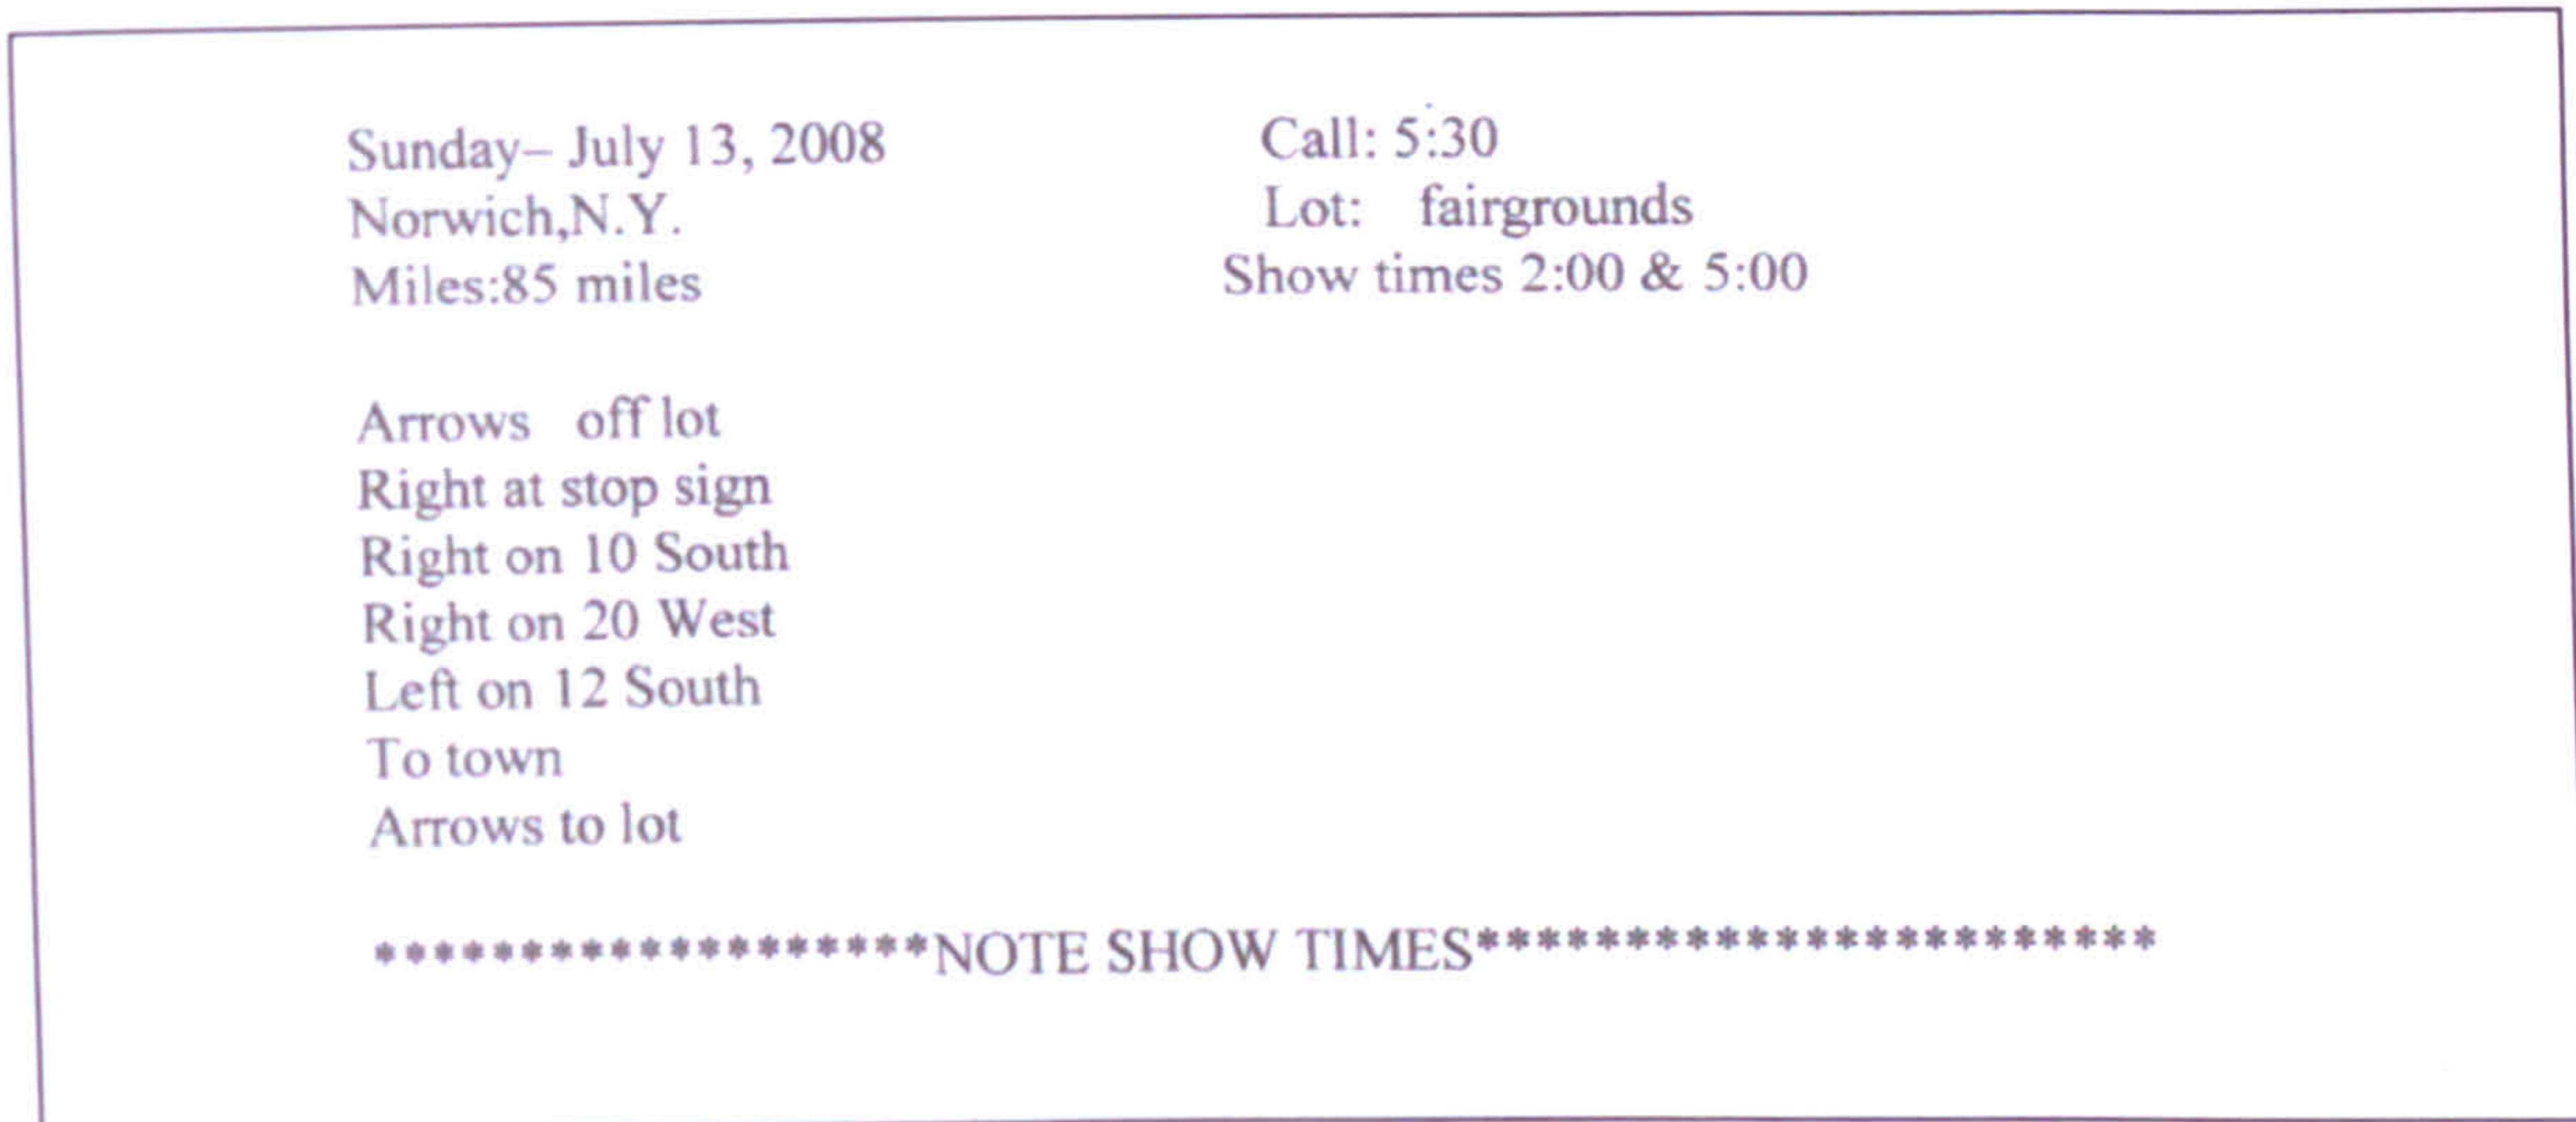 Sunday– July 13, 2008
Norwich,N.Y.
Miles:85 miles
Call: 5:30
Lot: fairgrounds
Show times 2:00 & 5:00
Arrows off lot
Right at stop sign
Right on 10 South
Right on 20 West
Left on 12 South
To town
Arrows to lot
*******************NOTE SHOW TIMES***********************